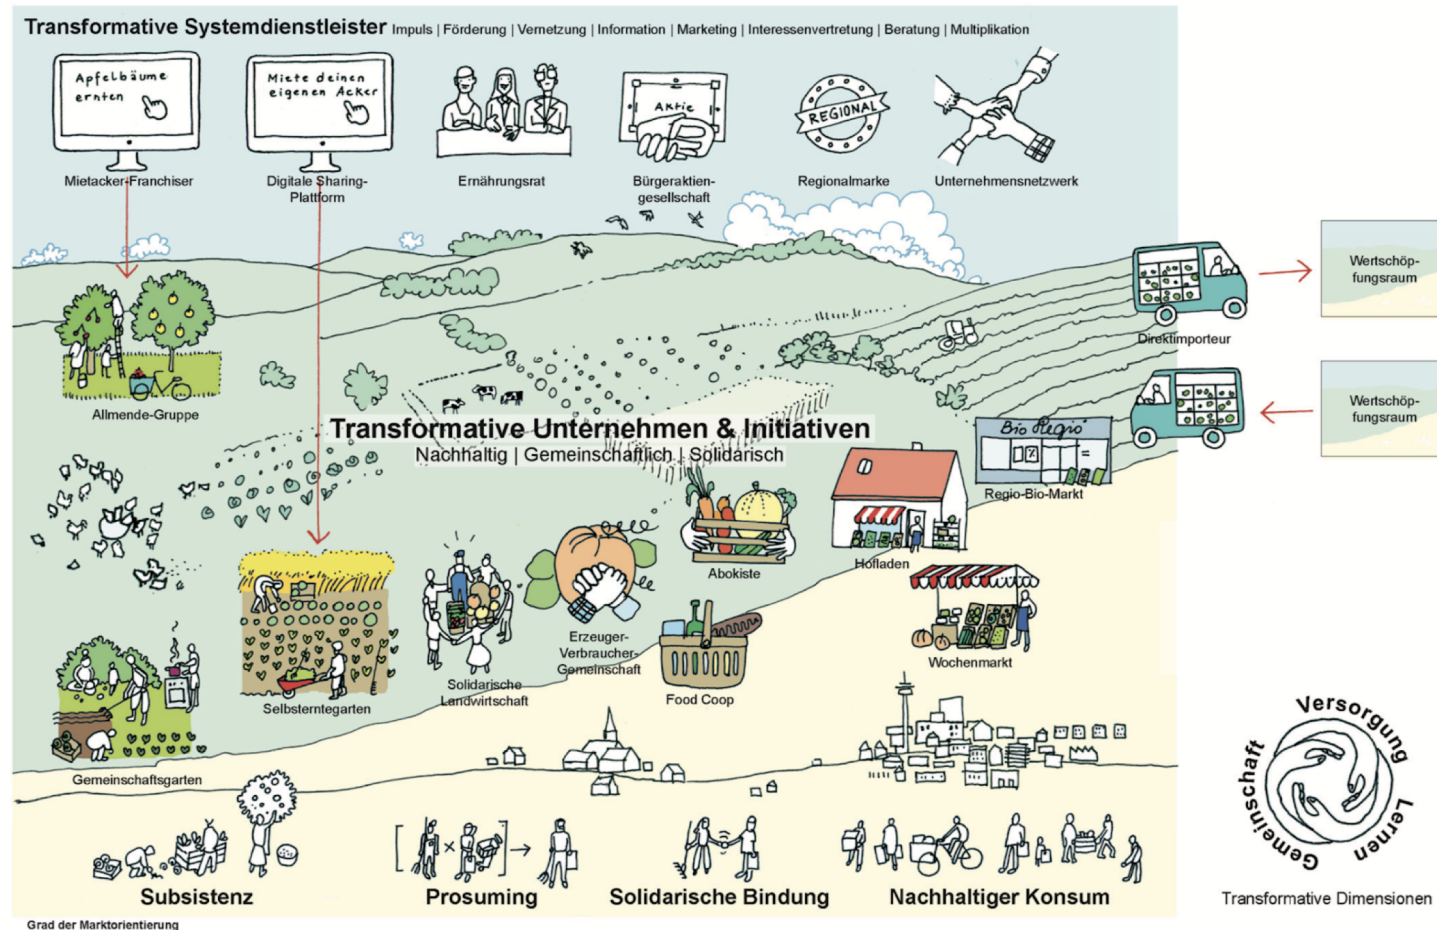 Transformative Systemdienstleister Impuls | Förderung | Vernetzung | Information | Marketing | Interessenvertretung | Beratung | Multiplikation
Apfelbäume
ernten
Miete deinen
eigenen Acker
Aktie
REGIONAL
Mietacker-Franchiser
Digitale Sharing-
Plattform
Ernährungsrat
Bürgeraktien-
gesellschaft
Regionalmarke
Unternehmensnetzwerk
Wertschöp-
fungsraum
Direktimporteur
Wertschöp-
fungsraum
Allmende-Gruppe
Transformative Unternehmen & Initiativen
Nachhaltig | Gemeinschaftlich | Solidarisch
Bio Regio
Regio-Bio-Markt
Hofladen
Abokiste
Wochenmarkt
Erzeuger-
Verbraucher-
Gemeinschaft
Food Coop
Solidarische
Landwirtschaft
Selbsterntegarten
Gemeinschaftsgarten
Versorgung
Lernen
Gemeinschaft
Transformative Dimensionen
Subsistenz
Prosuming
Solidarische Bindung
Nachhaltiger Konsum
Grad der Marktorientierung